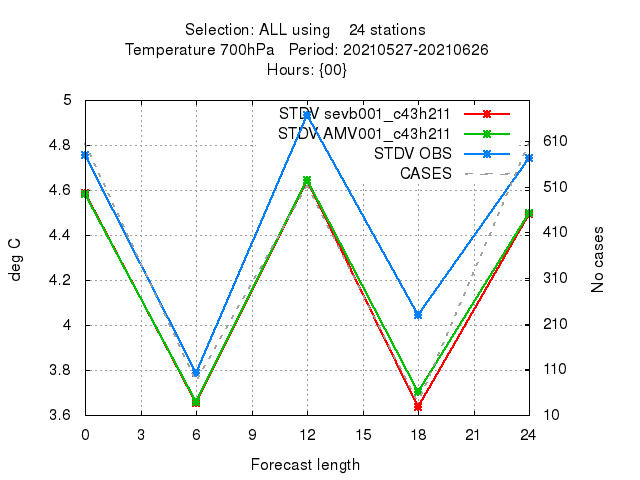 Selection: ALL using    24 stations
Temperature 700hPa   Period: 20210527-20210626
Hours: {00}
5
4.8
4.6
4.4
4.2
4
3.8
3.6
deg C
STDV sevb001_c43h211
STDV AMV001_c43h211
STDV OBS
CASES
610
510
410
310
210
110
10
No cases
0 3 6 9 12 15 18 21 24
Forecast length